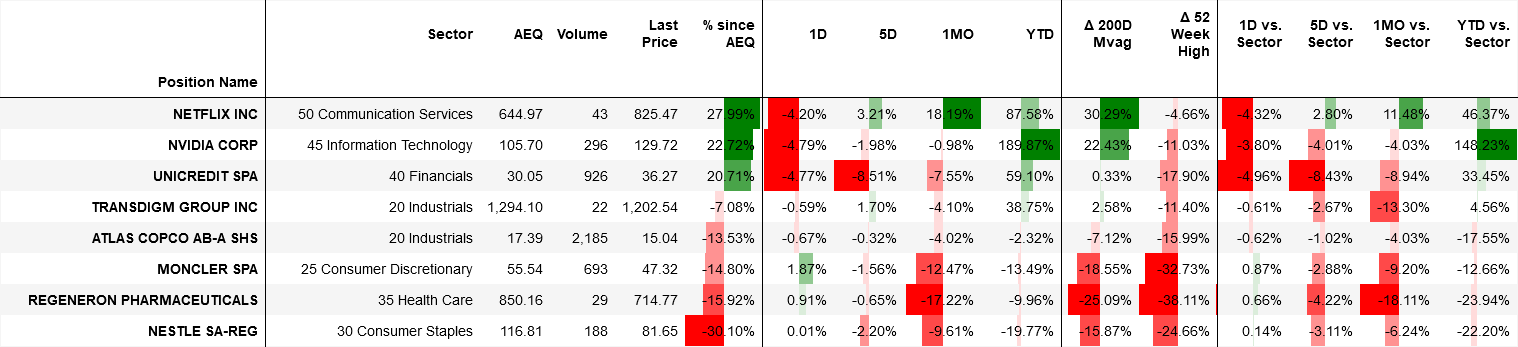 Position Name Sector AEQ Volume Last Price % since AEQ 1D 5D 1MO YTD Δ 200D Mvag Δ 52 Week High 1D vs. Sector 5D vs. Sector 1MO vs. Sector YTD vs. Sector
NETFLIX INC 50 Communication Services 644.97 43 825.47 27.99% -4.20% 3.21% 18.19% 87.58% 30.29% -4.66% -4.32% 2.80% 11.48% 46.37%
NVIDIA CORP 45 Information Technology 105.70 296 129.72 22.72% -4.79% -1.98% -0.98% 189.87% 22.43% -11.03% -3.80% -4.01% -4.03% 148.23%
UNICREDIT SPA 40 Financials 30.05 926 36.27 20.71% -4.77% -8.51% -7.55% 59.10% 0.33% -17.90% -4.96% -8.43% -8.94% 33.45%
TRANSDIGM GROUP INC 20 Industrials 1,294.10 22 1,202.54 -7.08% -0.59% 1.70% -4.10% 38.75% 2.58% -11.40% -0.61% -2.67% -13.30% 4.56%
ATLAS COPCO AB-A SHS 20 Industrials 17.39 2,185 15.04 -13.53% -0.67% -0.32% -4.02% -2.32% -7.12% -15.99% -0.62% -1.02% -4.03% -17.55%
MONCLER SPA 25 Consumer Discretionary 55.54 693 47.32 -14.80% 1.87% -1.56% -12.47% -13.49% -18.55% -32.73% 0.87% -2.88% -9.20% -12.66%
REGENERON PHARMACEUTICALS 35 Health Care 850.16 29 714.77 -15.92% 0.91% -0.65% -17.22% -9.96% -25.09% -38.11% 0.66% -4.22% -18.11% -23.94%
NESTLE SA-REG 30 Consumer Staples 116.81 188 81.65 -30.10% 0.01% -2.20% -9.61% -19.77% -15.87% -24.66% 0.14% -3.11% -6.24% -22.20%